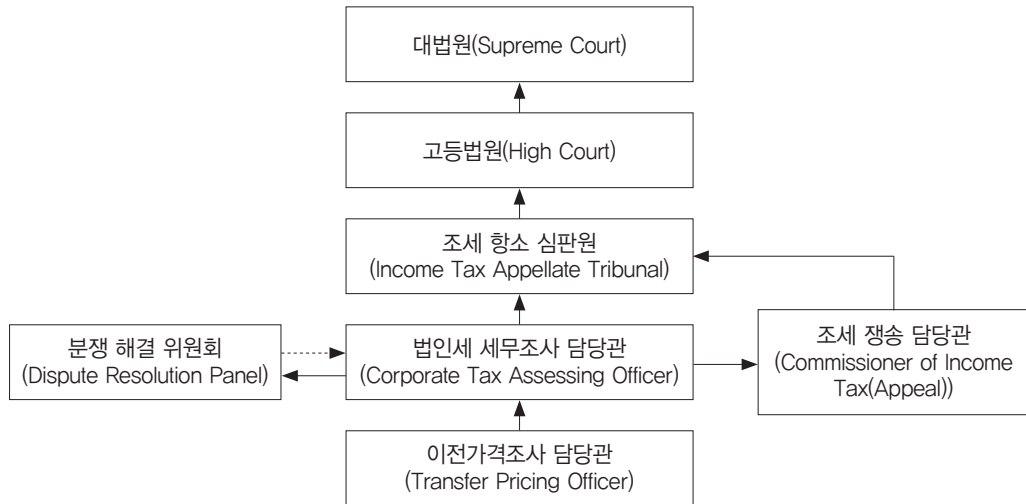 대법원(Supreme Court)
고등법원(High Court)
조세 항소 심판원
(Income Tax Appellate Tribunal)
분쟁 해결 위원회
(Dispute Resolution Panel)
법인세 세무조사 담당관
(Corporate Tax Assessing Officer)
조세 쟁송 담당관
(Commissioner of Income
Tax(Appeal))
이전가격조사 담당관
(Transfer Pricing Officer)